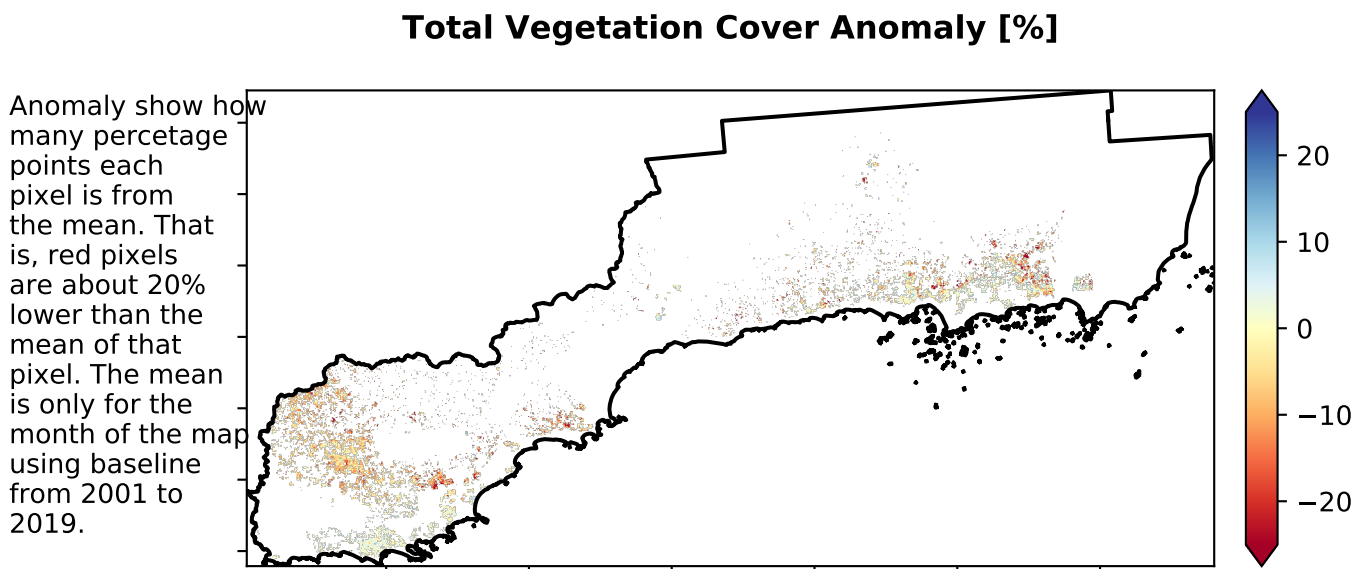 Total Vegetation Cover Anomaly [%]
Anomaly show how
many percetage
points each
pixel is from
the mean. That
is, red pixels
are about 20%
lower than the
mean of that
pixel. The mean
is only for the
month of the map
using baseline
from 2001 to
2019.
20
10
0
−10
−20